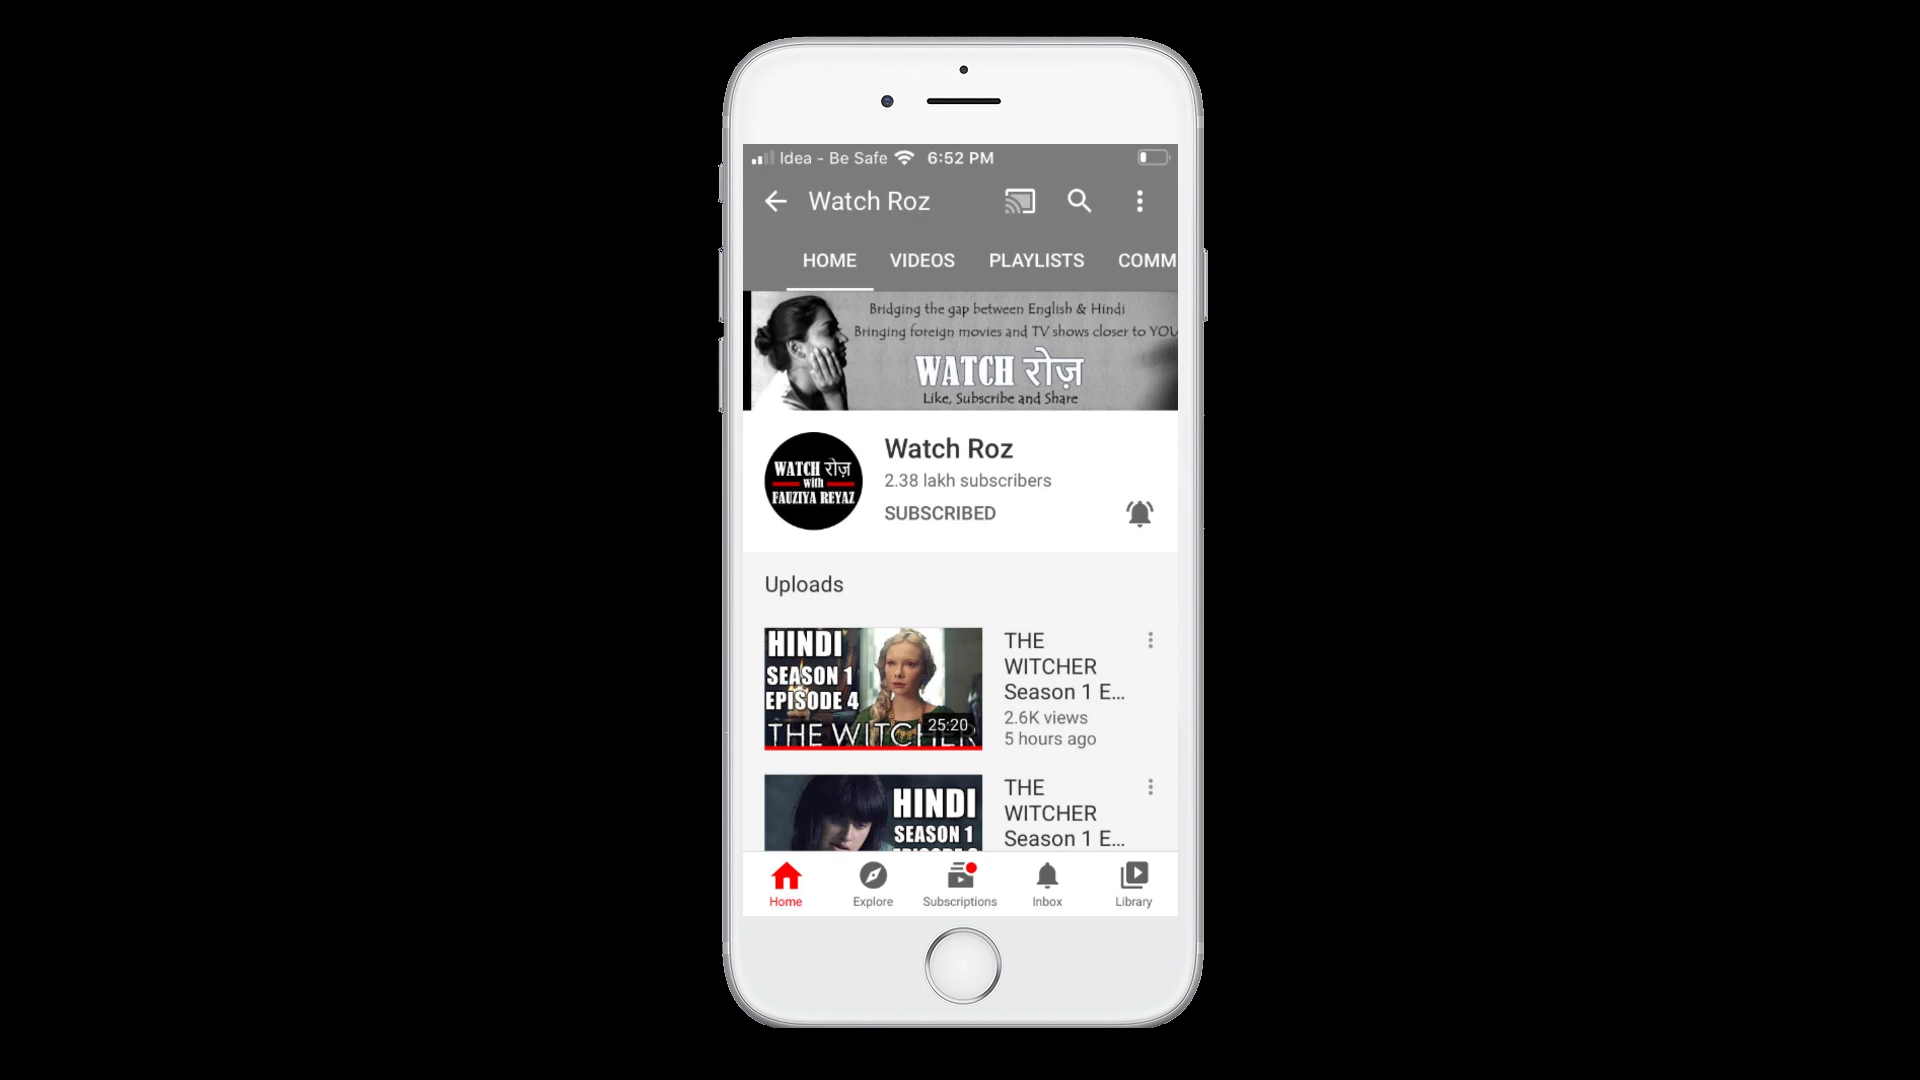 Idea - Be Safe 6:52 PM
Watch Roz
HOME VIDEOS PLAYLISTS COMM
Bridging the gap between English & Hindi
Bringing foreign movies and TV shows closer to YOU
WATCH रोज़
Like, Subscribe and Share
WATCH रोज़
with
FAUZIYA REYAZ
Watch Roz
2.38 lakh subscribers
SUBSCRIBED
Uploads
HINDI
SEASON 1
EPISODE 4
THE WITCHER
25:20
THE
WITCHER
Season 1 E...
2.6K views
5 hours ago
HINDI
SEASON 1
THE
WITCHER
Season 1 E...
Home Explore Subscriptions Inbox Library